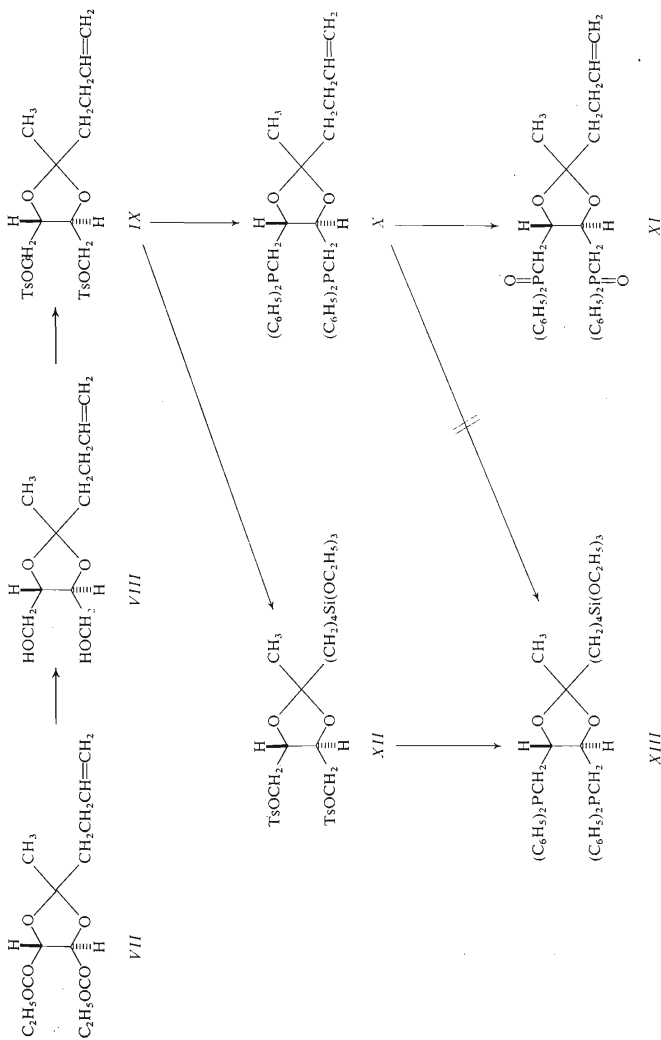 H CH₃
C₂H₅OCO O
C₂H₅OCO O
H CH₂CH₂CH=CH₂
VII
H CH₃
HOCH₂ O
HOCH₂ O
H CH₂CH₂CH=CH₂
VIII
H CH₃
TsOCH₂ O
TsOCH₂ O
H CH₂CH₂CH=CH₂
IX
H CH₃
TsOCH₂ O
TsOCH₂ O
H (CH₂)₄Si(OC₂H₅)₃
XII
H CH₃
(C₆H₅)₂PCH₂ O
(C₆H₅)₂PCH₂ O
H CH₂CH₂CH=CH₂
X
H CH₃
(C₆H₅)₂PCH₂ O
(C₆H₅)₂PCH₂ O
H (CH₂)₄Si(OC₂H₅)₃
XIII
O H CH₃
(C₆H₅)₂PCH₂ O
(C₆H₅)₂PCH₂ O
O H CH₂CH₂CH=CH₂
XI